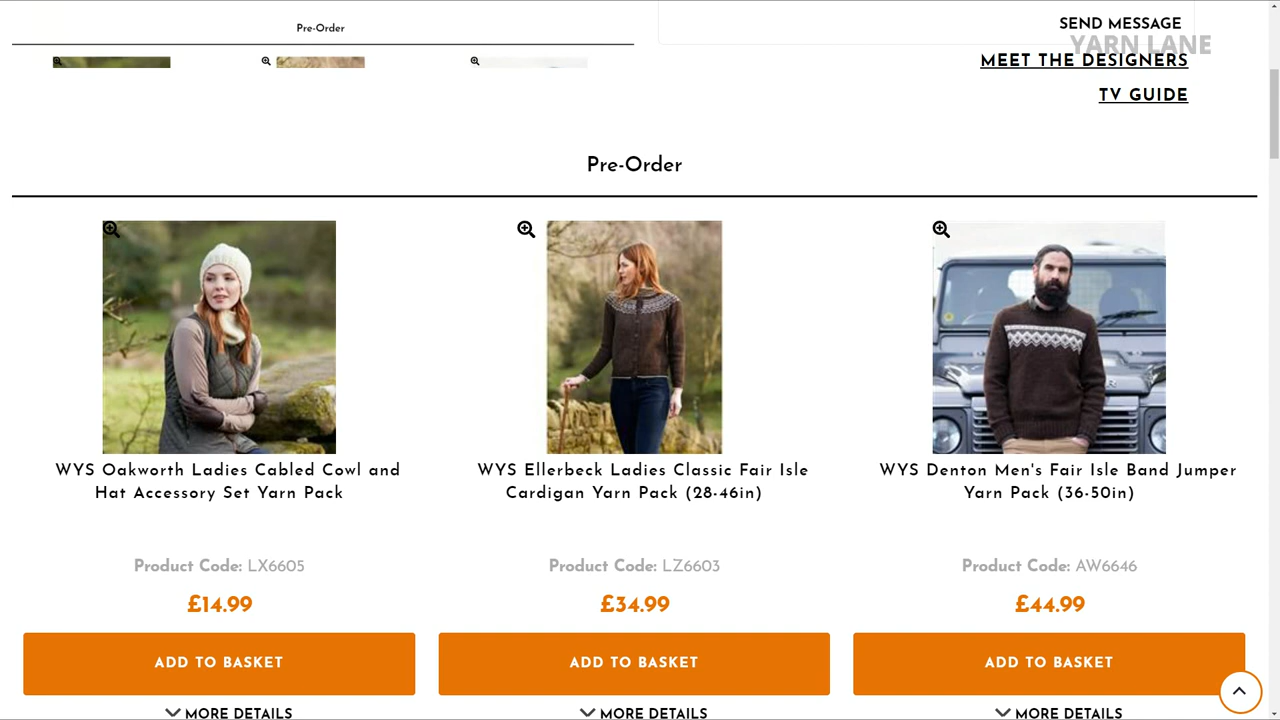 Pre-Order
SEND MESSAGE
YARN LANE
MEET THE DESIGNERS
TV GUIDE
Pre-Order
WYS Oakworth Ladies Cabled Cowl and
Hat Accessory Set Yarn Pack
Product Code: LX6605
£14.99
ADD TO BASKET
MORE DETAILS
WYS Ellerbeck Ladies Classic Fair Isle
Cardigan Yarn Pack (28-46in)
Product Code: LZ6603
£34.99
ADD TO BASKET
MORE DETAILS
WYS Denton Men's Fair Isle Band Jumper
Yarn Pack (36-50in)
Product Code: AW6646
£44.99
ADD TO BASKET
MORE DETAILS